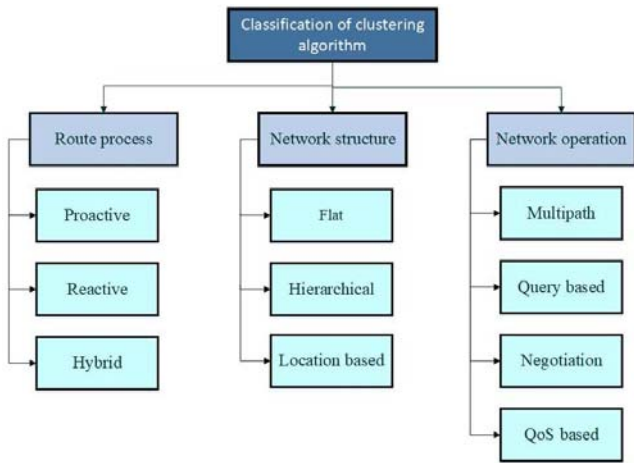 Classification of clustering
algorithm
Route process
Network structure
Network operation
Proactive
Flat
Multipath
Reactive
Hierarchical
Query based
Hybrid
Location based
Negotiation
QoS based